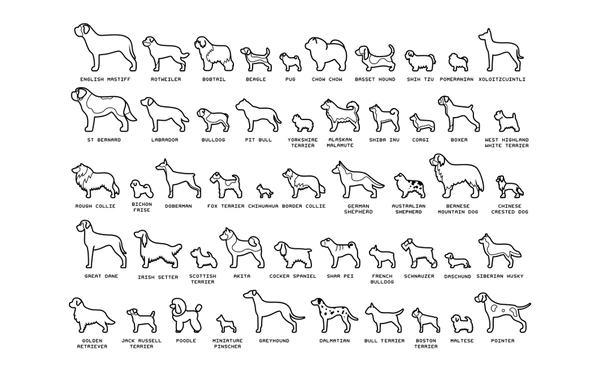 ENGLISH MASTIFF ROTWEILER BOBTAIL BEAGLE PUG CHOW CHOW BASSET HOUND SHIH TZU POMERANIAN XOLOITZCUINTLI
ST BERNARD LABRADOR BULLDOG PIT BULL YORKSHIRE TERRIER ALASKAN MALAMUTE SHIBA INU CORGI BOXER WEST HIGHLAND WHITE TERRIER
ROUGH COLLIE BICHON FRISE DOBERMAN FOX TERRIER CHIHUAHUA BORDER COLLIE GERMAN SHEPHERD AUSTRALIAN SHEPHERD BERNESE MOUNTAIN DOG CHINESE CRESTED DOG
GREAT DANE IRISH SETTER SCOTTISH TERRIER AKITA COCKER SPANIEL SHAR PEI FRENCH BULLDOG SCHNAUZER DASCHUND SIBERIAN HUSKY
GOLDEN RETRIEVER JACK RUSSELL TERRIER POODLE MINIATURE PINSCHER GREYHOUND DALMATIAN BULL TERRIER BOSTON TERRIER MALTESE POINTER